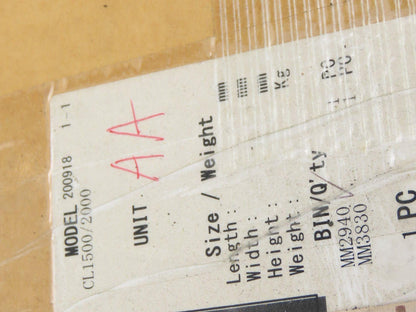 MODEL 200918 1-1
CL1500/2000
UNIT AA
Size / Weight
Length: mm
Width: mm
Height: mm
Weight: Kg
BIN/Q'ty
MM2940 1 PC
MM3830 1 PC
1 PC